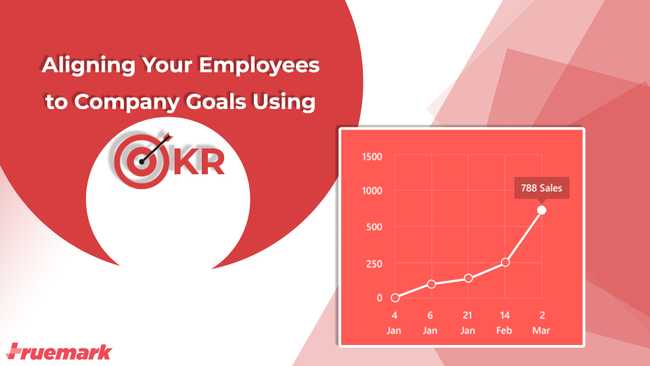 Aligning Your Employees
to Company Goals Using
OKR
788 Sales
1500
1000
500
250
0
4 6 21 14 2
Jan Jan Jan Feb Mar
truemark